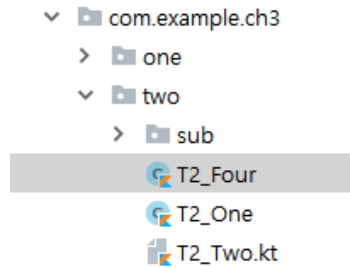 com.example.ch3
one
two
sub
T2_Four
T2_One
T2_Two.kt